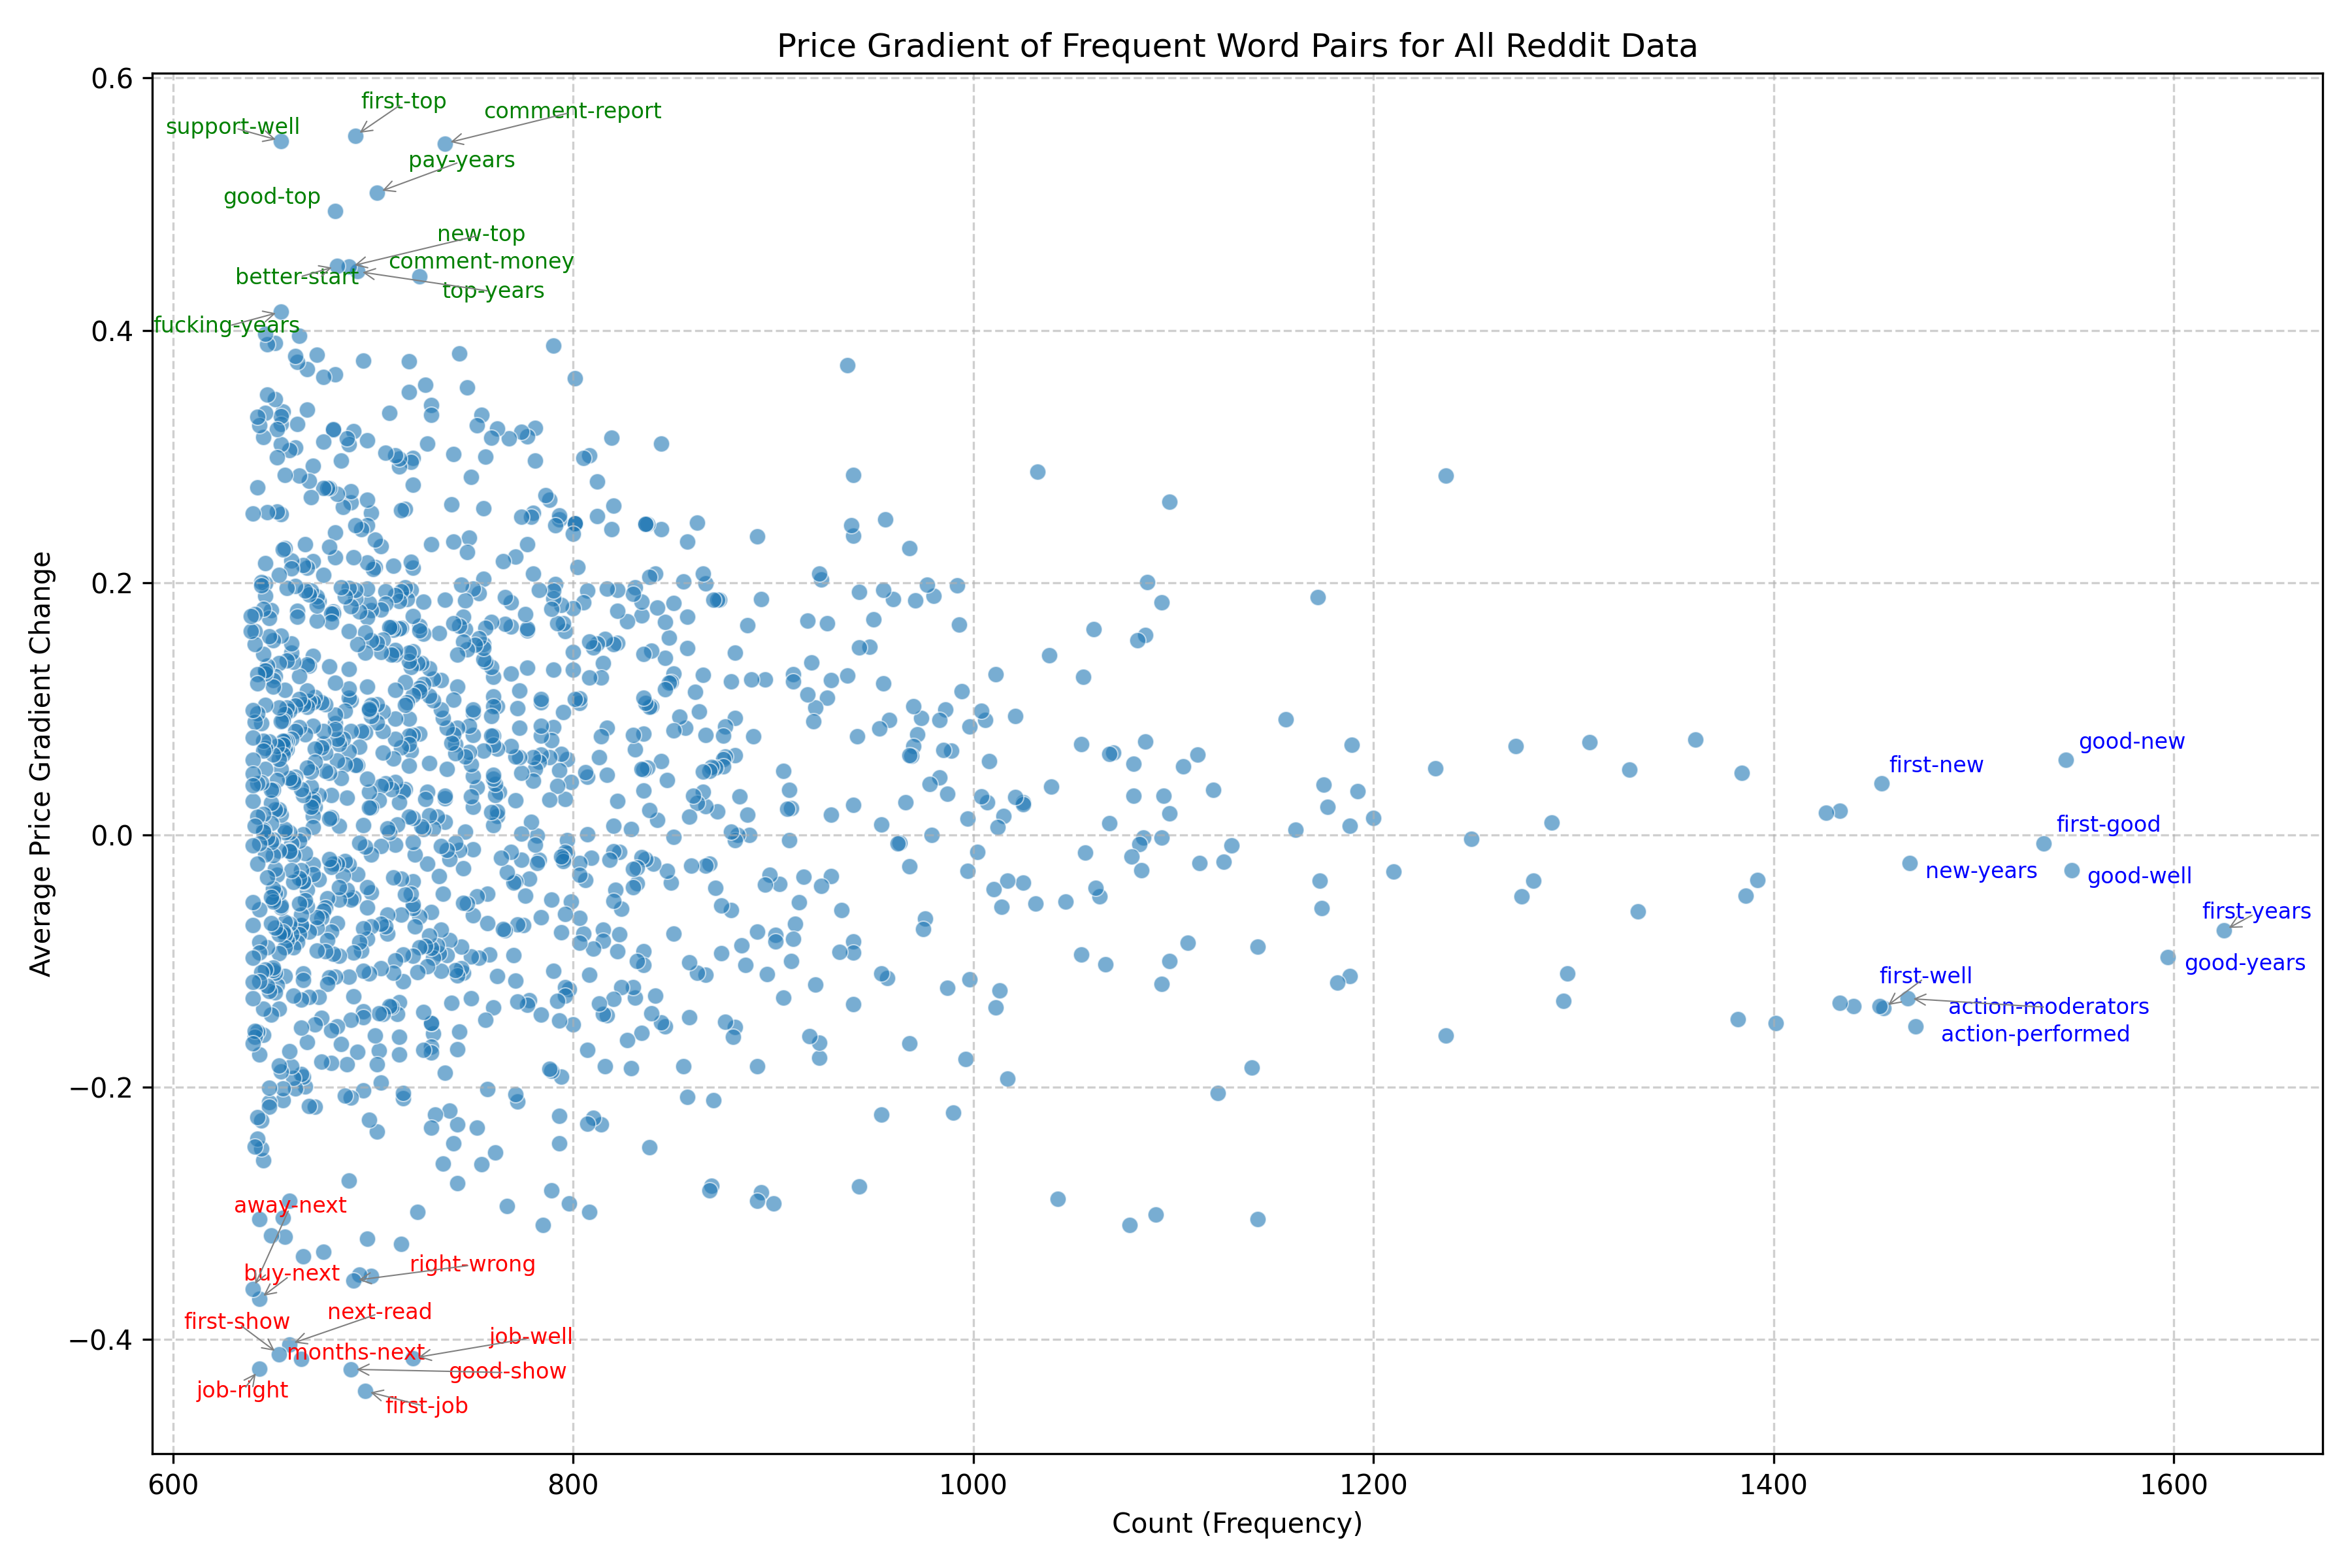 Price Gradient of Frequent Word Pairs for All Reddit Data
0.6
first-top
comment-report
support-well
pay-years
good-top
new-top
comment-money
better-start
top-years
fucking-years
0.4
0.2
Average Price Gradient Change
good-new
first-new
0.0
first-good
new-years
good-well
first-years
good-years
first-well
action-moderators
action-performed
−0.2
away-next
right-wrong
buy-next
next-read
first-show
job-well
−0.4
months-next
good-show
job-right
first-job
600
800
1000
1200
1400
1600
Count (Frequency)